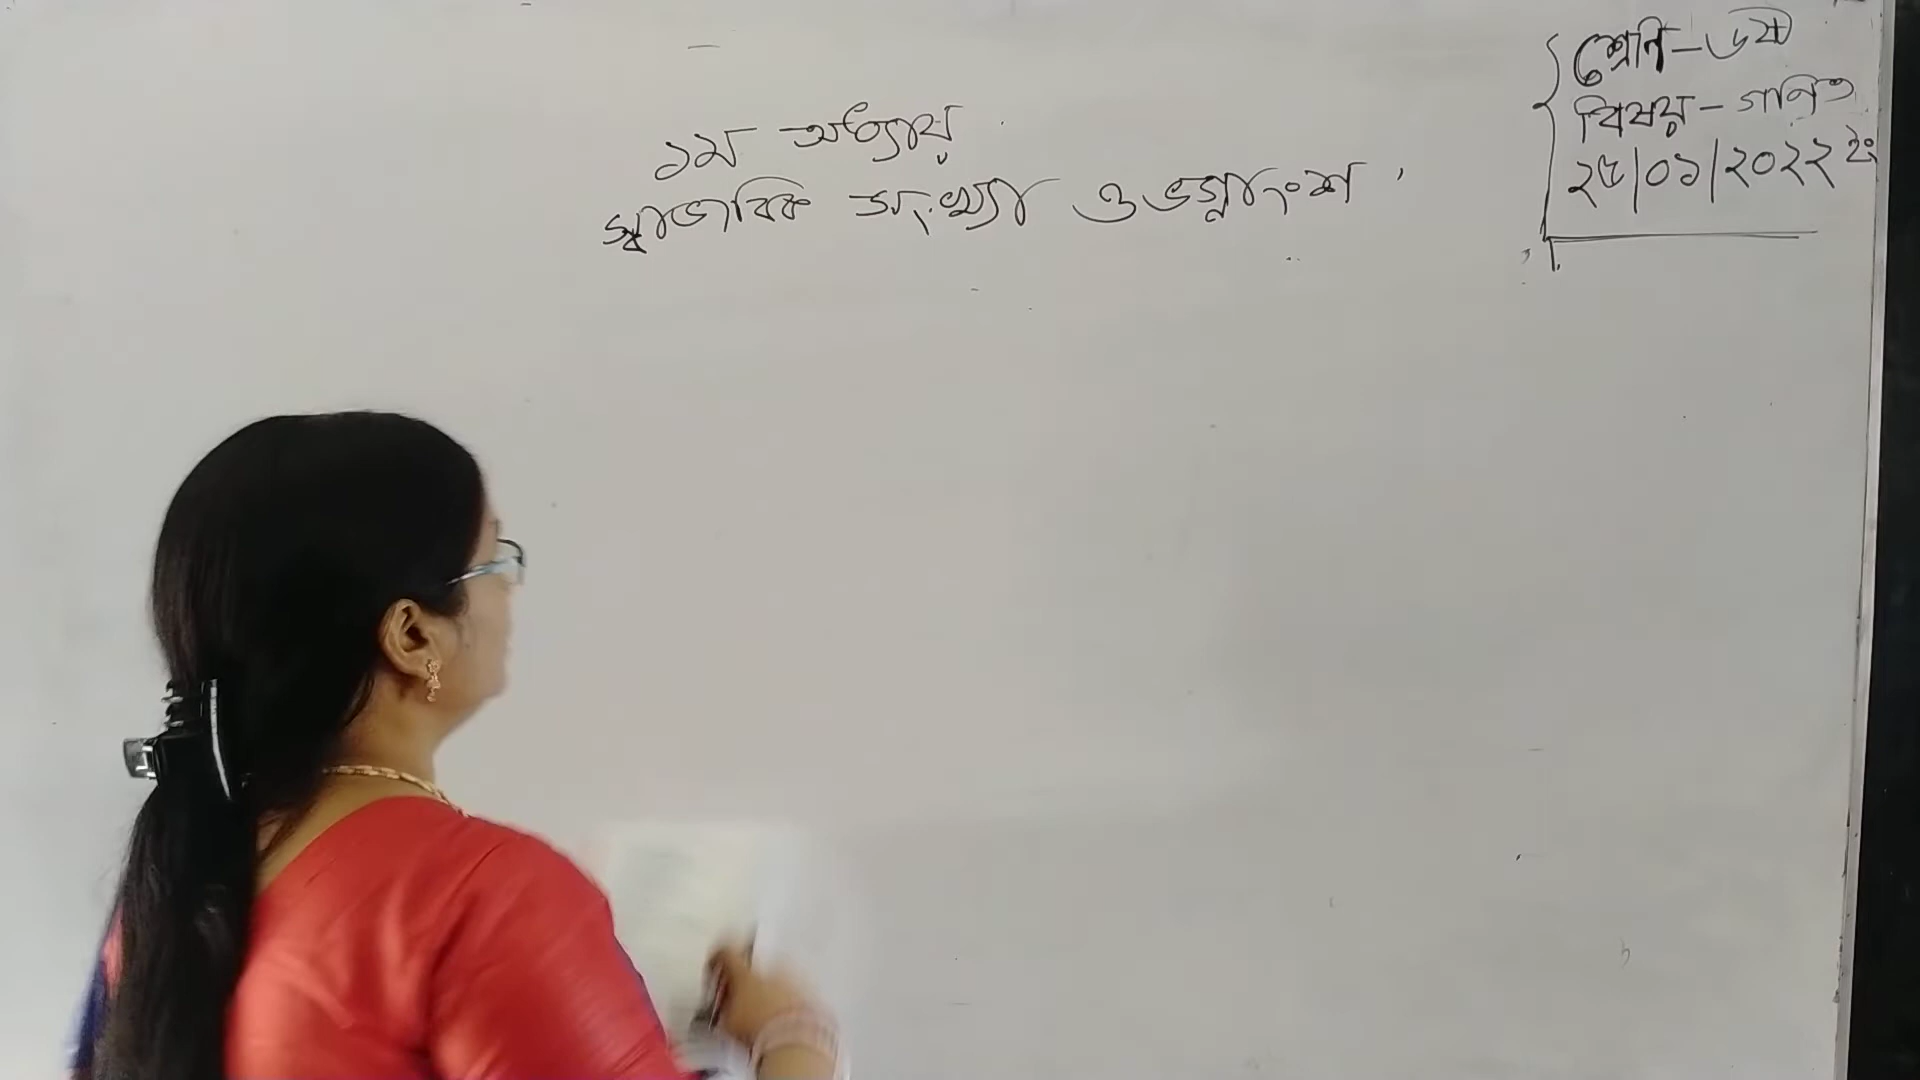 ১ম অধ্যায়
স্বাভাবিক সংখ্যা ও ভগ্নাংশ
শ্রেণি - ৬ষ্ঠ
বিষয় - গণিত
২৫/০১/২০২২ ইং